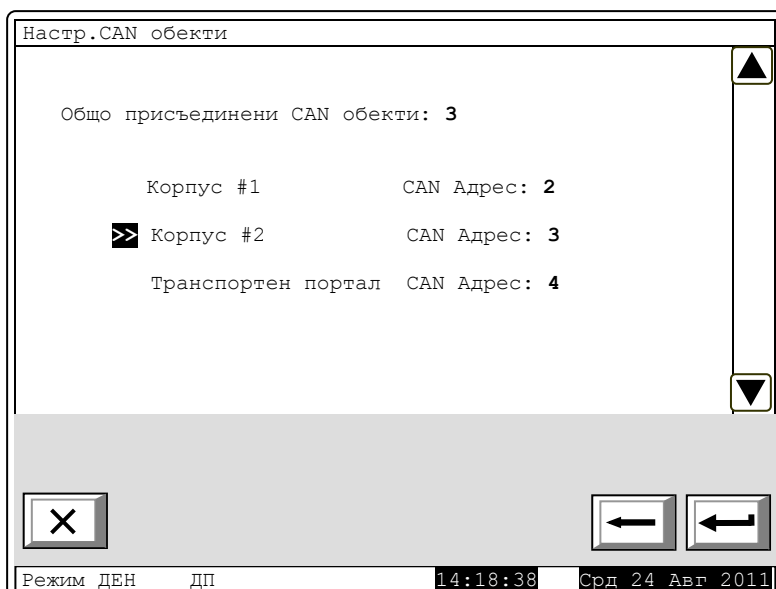 Настр.CAN обекти
Общо присъединени CAN обекти: 3
Корпус #1 CAN Адрес: 2
>> Корпус #2 CAN Адрес: 3
Транспортен портал CAN Адрес: 4
Режим ДЕН ДП 14:18:38 Срд 24 Авг 2011